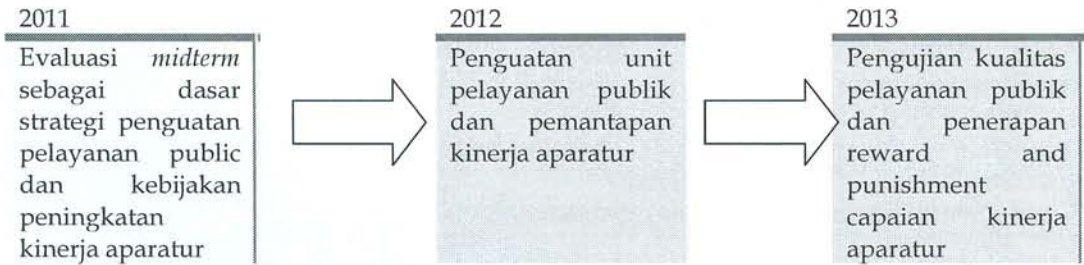 2011
Evaluasi midterm
sebagai dasar
strategi penguatan
pelayanan public
dan kebijakan
peningkatan
kinerja aparatur
2012
Penguatan unit
pelayanan publik
dan pemantapan
kinerja aparatur
2013
Pengujian kualitas
pelayanan publik
dan penerapan
reward and
punishment
capaian kinerja
aparatur